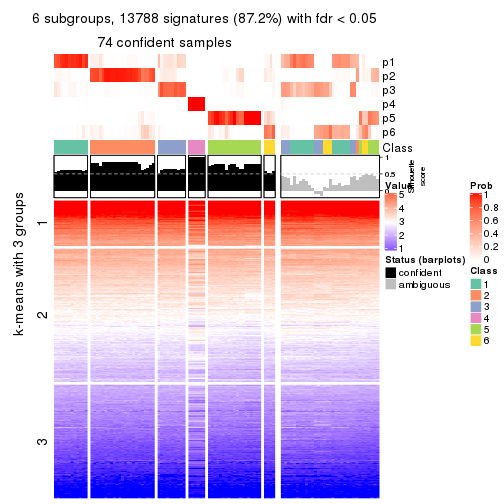 6 subgroups, 13788 signatures (87.2%) with fdr < 0.05
74 confident samples
p1
p2
p3
p4
p5
p6
Class
1
0.5
0
Silhouette
score
k-means with 3 groups
1
2
3
Value
5
4
3
2
1
Status (barplots)
confident
ambiguous
Prob
1
0.8
0.6
0.4
0.2
0
Class
1
2
3
4
5
6